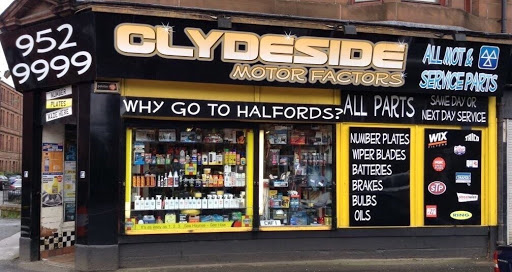 952
9999
CLYDESIDE
MOTOR FACTORS
ALL MOT &
SERVICE PARTS
WHY GO TO HALFORDS?
ALL PARTS
SAME DAY OR
NEXT DAY SERVICE
NUMBER
PLATES
NUMBER PLATES
WIPER BLADES
BATTERIES
BRAKES
BULBS
OILS
WIX
STP
RING